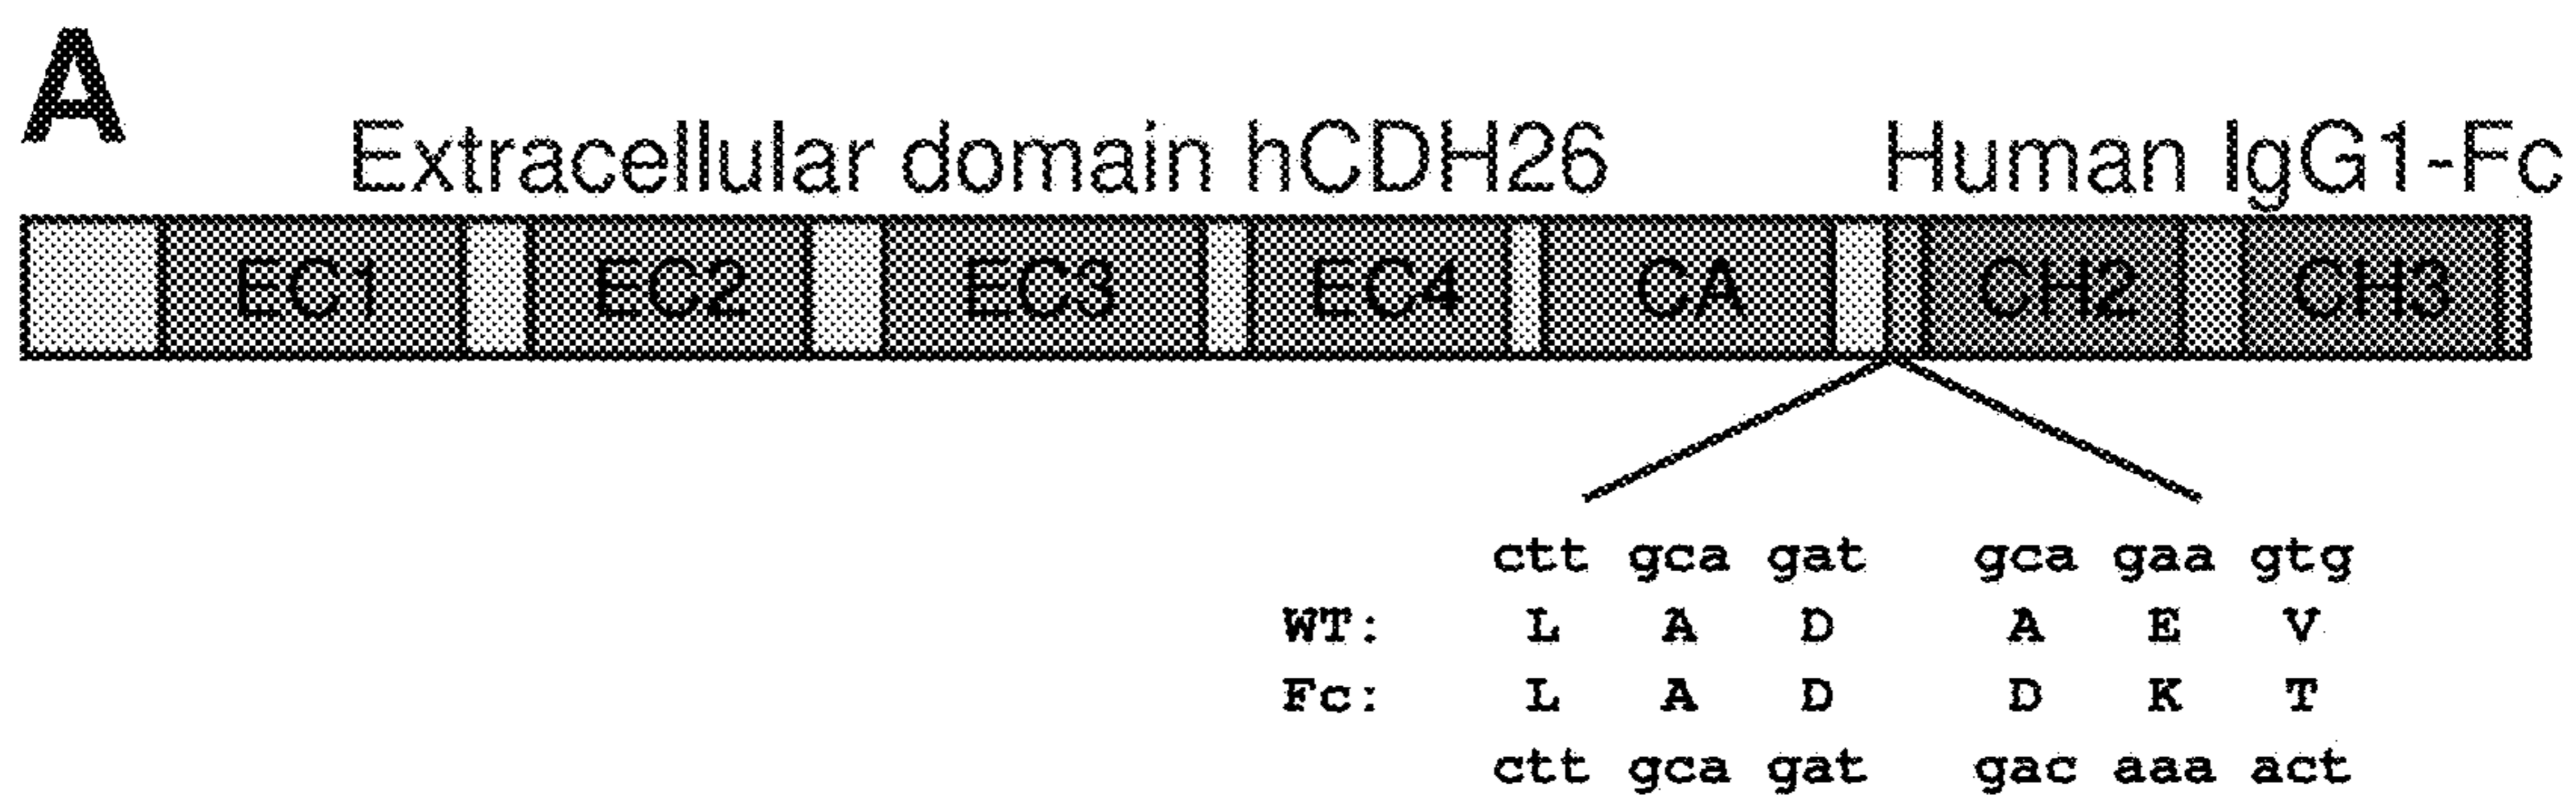 A
Extracellular domain hCDH26 Human IgG1-Fc
EC1 EC2 EC3 EC4 CA CH2 CH3
ctt gca gat gca gaa gtg
WT: L A D A E V
Fc: L A D D K T
ctt gca gat gac aaa act